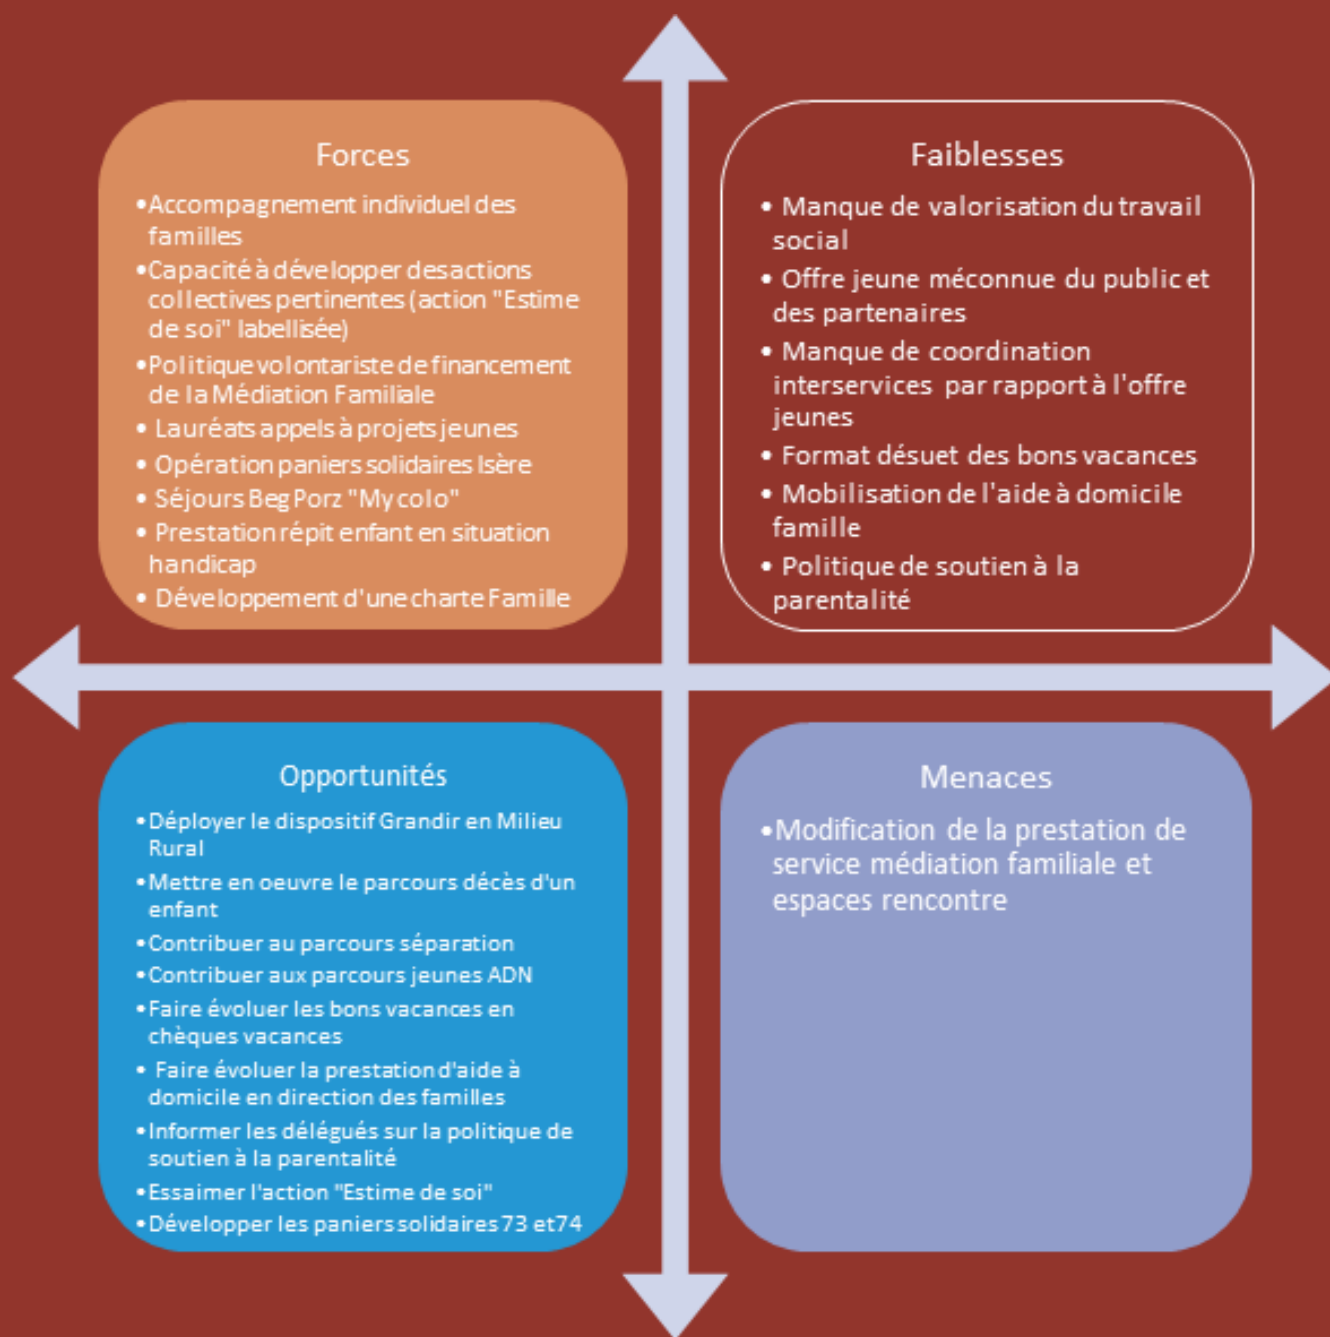 Forces
•Accompagnement individuel des
familles
•Capacité à développer des actions
collectives pertinentes (action "Estime
de soi" labellisée)
•Politique volontariste de financement
de la Médiation Familiale
• Lauréats appels à projets jeunes
• Opération paniers solidaires Isère
• Séjours Beg Porz "My colo"
• Prestation répit enfant en situation
handicap
• Développement d'une charte Famille
Faiblesses
• Manque de valorisation du travail
social
• Offre jeune méconnue du public et
des partenaires
• Manque de coordination
interservices par rapport à l'offre
jeunes
• Format désuet des bons vacances
• Mobilisation de l'aide à domicile
famille
• Politique de soutien à la
parentalité
Opportunités
•Déployer le dispositif Grandir en Milieu
Rural
•Mettre en oeuvre le parcours décès d'un
enfant
•Contribuer au parcours séparation
•Contribuer aux parcours jeunes ADN
•Faire évoluer les bons vacances en
chèques vacances
• Faire évoluer la prestation d'aide à
domicile en direction des familles
•Informer les délégués sur la politique de
soutien à la parentalité
•Essaimer l'action "Estime de soi"
•Développer les paniers solidaires 73 et 74
Menaces
•Modification de la prestation de
service médiation familiale et
espaces rencontre